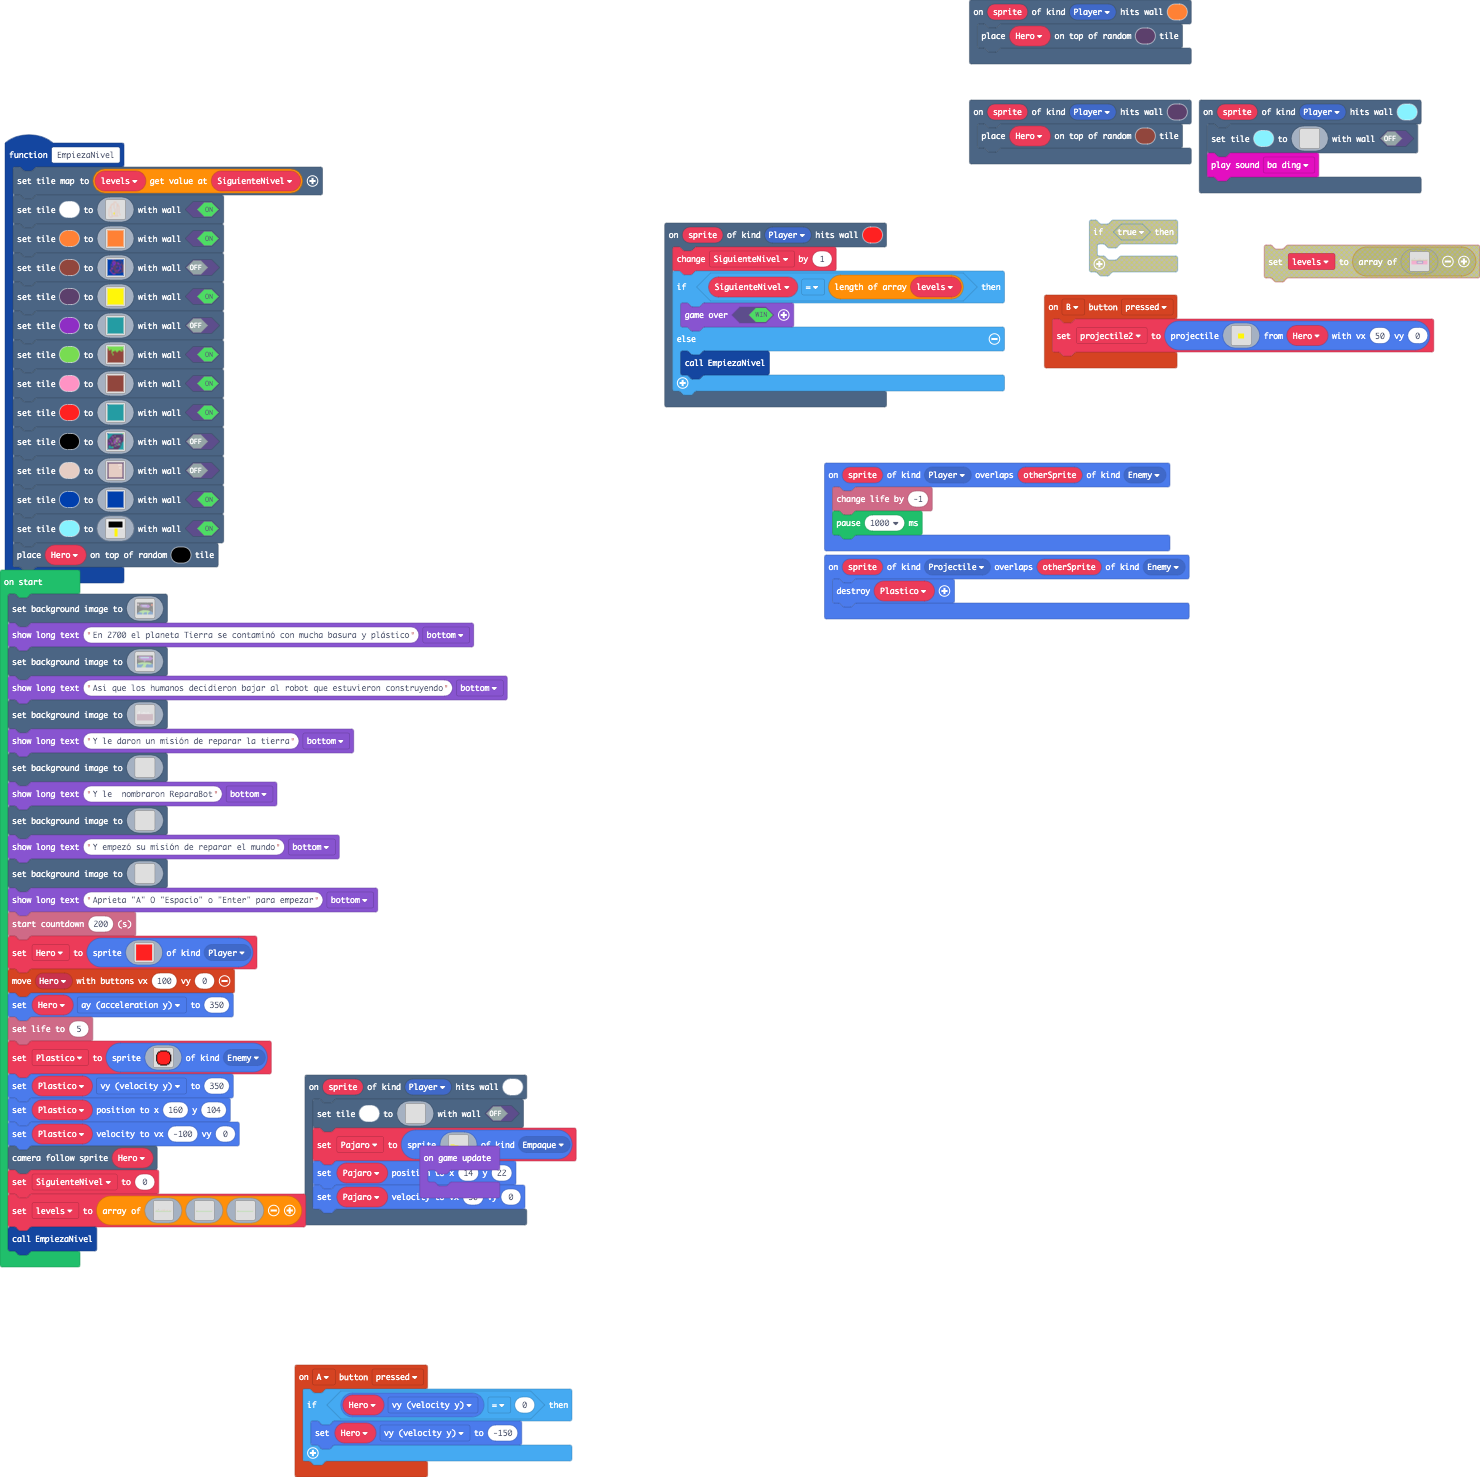 on sprite of kind Player hits wall
place Hero on top of random tile
on sprite of kind Player hits wall
place Hero on top of random tile
on sprite of kind Player hits wall
set tile to with wall OFF
play sound ba ding
function EmpiezaNivel
set tile map to levels get value at SiguienteNivel
set tile to with wall ON
set tile to with wall ON
set tile to with wall OFF
set tile to with wall ON
set tile to with wall OFF
set tile to with wall ON
set tile to with wall ON
set tile to with wall ON
set tile to with wall OFF
set tile to with wall OFF
set tile to with wall ON
set tile to with wall ON
place Hero on top of random tile
on sprite of kind Player hits wall
change SiguienteNivel by 1
if SiguienteNivel = length of array levels then
game over WIN
else
call EmpiezaNivel
if true then
set levels to array of
on B button pressed
set projectile2 to projectile from Hero with vx 50 vy 0
on sprite of kind Player overlaps otherSprite of kind Enemy
change life by -1
pause 1000 ms
on sprite of kind Projectile overlaps otherSprite of kind Enemy
destroy Plastico
on start
set background image to
show long text "En 2700 el planeta Tierra se contaminó con mucha basura y plástico" bottom
set background image to
show long text "Asi que los humanos decidieron bajar al robot que estuvieron construyendo" bottom
set background image to
show long text "Y le daron un misión de reparar la tierra" bottom
set background image to
show long text "Y le nombraron ReparaBot" bottom
set background image to
show long text "Y empezó su misión de reparar el mundo" bottom
set background image to
show long text "Aprieta "A" O "Espacio" o "Enter" para empezar" bottom
start countdown 200 (s)
set Hero to sprite of kind Player
move Hero with buttons vx 100 vy 0
set Hero ay (acceleration y) to 350
set life to 5
set Plastico to sprite of kind Enemy
set Plastico vy (velocity y) to 350
set Plastico position to x 160 y 104
set Plastico velocity to vx -100 vy 0
camera follow sprite Hero
set SiguienteNivel to 0
set levels to array of
call EmpiezaNivel
on sprite of kind Player hits wall
set tile to with wall OFF
set Pajaro to sprite of kind Empaque
on game update
set Pajaro positi to x 14 y 22
set Pajaro velocity to vx vy 0
on A button pressed
if Hero vy (velocity y) = 0 then
set Hero vy (velocity y) to -150